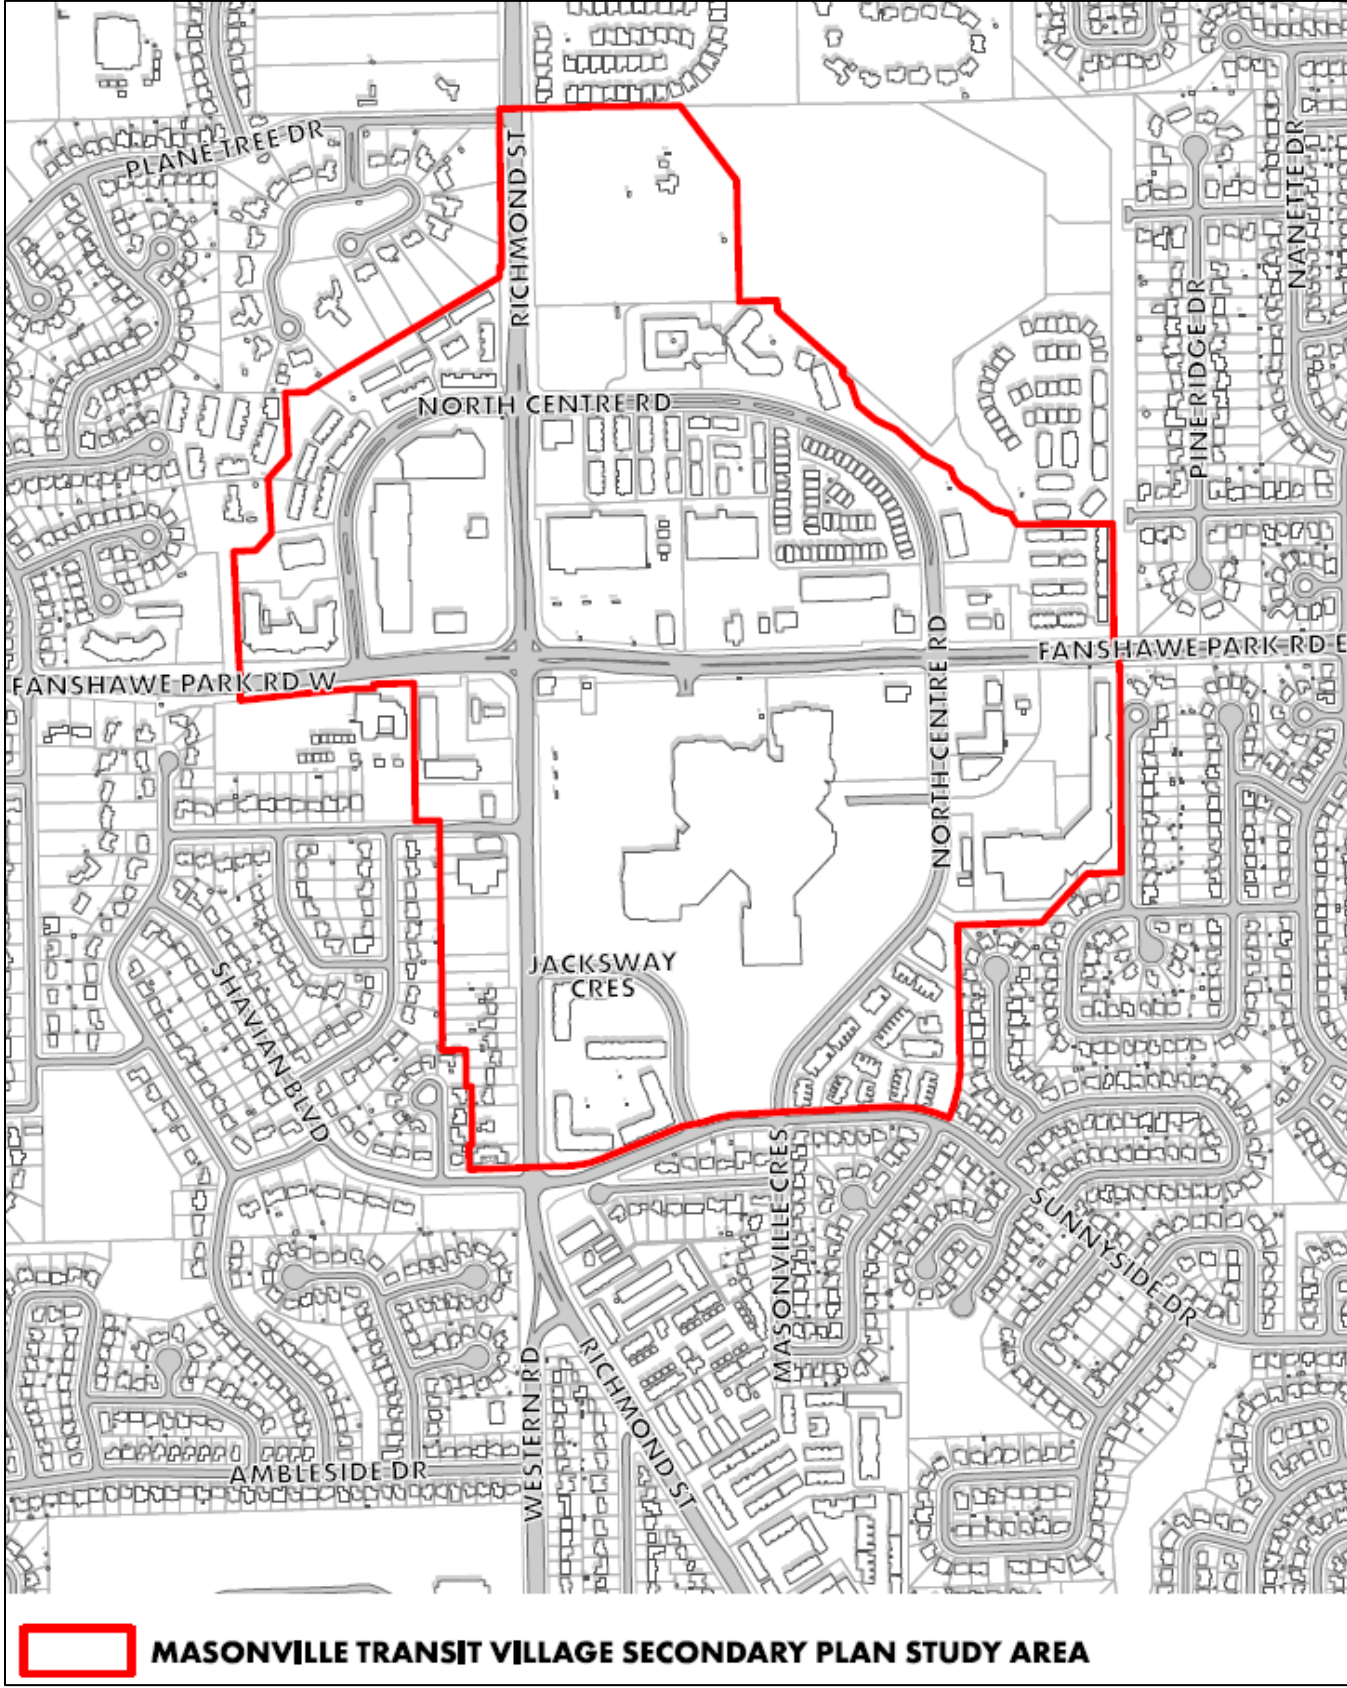 PLANE TREE DR
RICHMOND ST
NANETTE DR
PINERIDGE DR
NORTH CENTRE RD
FANSHAWE PARK RD W
FANSHAWE PARK RD E
NORTH CENTRE RD
JACKSWAY
CRES
SHAVIAN BLVD
MASONVILLE CRES
SUNNYSIDE DR
WESTERN RD
RICHMOND ST
AMBLESIDE DR
MASONVILLE TRANSIT VILLAGE SECONDARY PLAN STUDY AREA